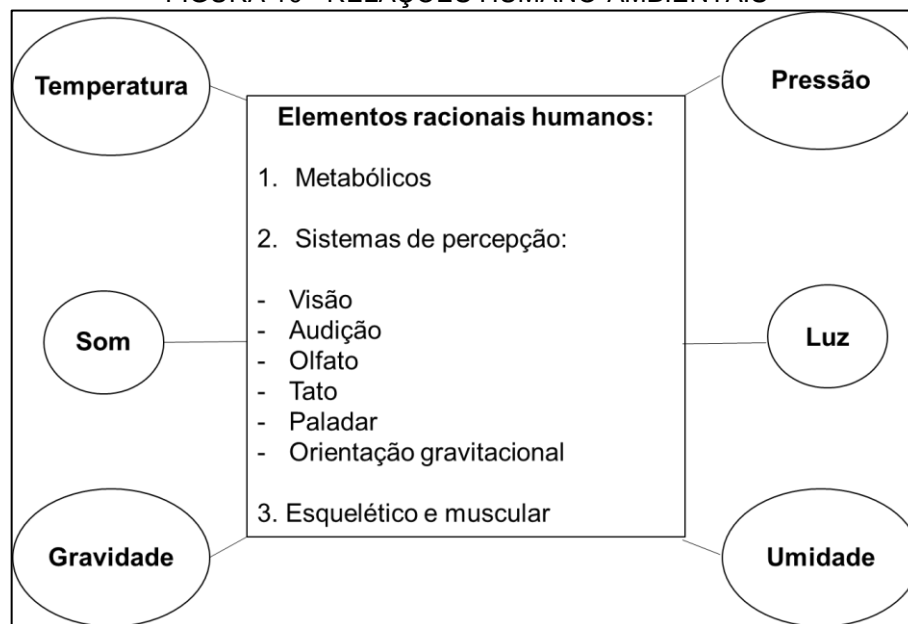 Temperatura
Pressão
Elementos racionais humanos:
1. Metabólicos
2. Sistemas de percepção:
- Visão
- Audição
- Olfato
- Tato
- Paladar
- Orientação gravitacional
3. Esquelético e muscular
Som
Luz
Gravidade
Umidade